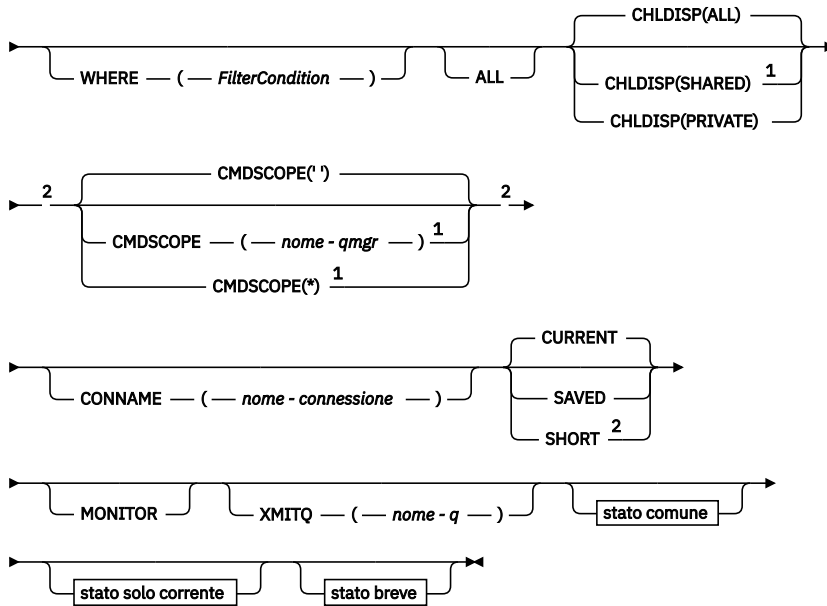 CHLDISP(ALL)
WHERE ( FilterCondition ) ALL CHLDISP(SHARED) 1
CHLDISP(PRIVATE)
2 CMDSCOPE(' ') 2
CMDSCOPE ( nome - qmgr ) 1
CMDSCOPE(*) 1
CURRENT
CONNAME ( nome - connessione ) SAVED
SHORT 2
MONITOR XMITQ ( nome - q ) stato comune
stato solo corrente stato breve